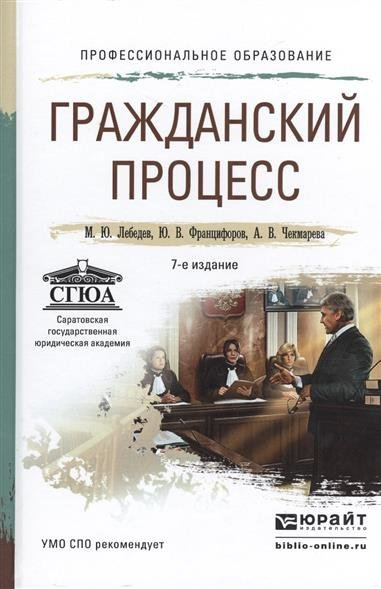 ПРОФЕССИОНАЛЬНОЕ ОБРАЗОВАНИЕ
ГРАЖДАНСКИЙ
ПРОЦЕСС
М. Ю. Лебедев, Ю. В. Францифоров, А. В. Чекмарева
7-е издание
СГЮА
Саратовская
государственная
юридическая академия
УМО СПО рекомендует
ЮРАЙТ
издательство
biblio-online.ru